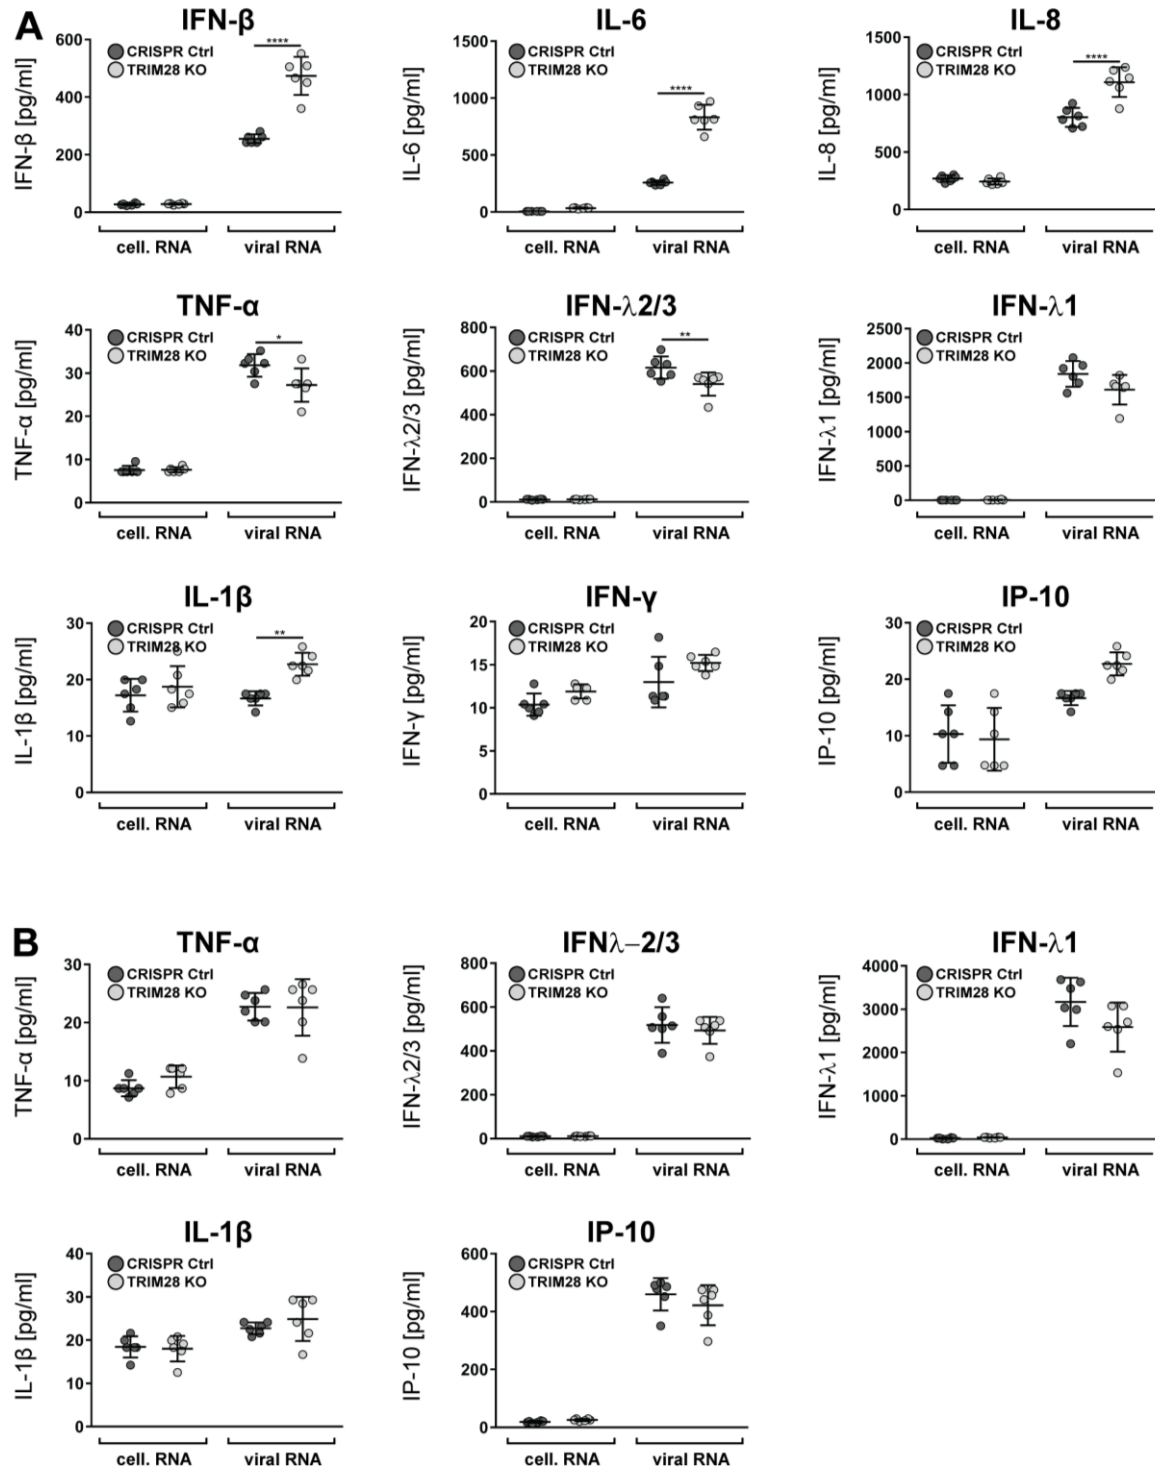 A
IFN-β
IFN-β [pg/ml]
600
400
200
0
CRISPR Ctrl
TRIM28 KO
****
cell. RNA
viral RNA
IL-6
IL-6 [pg/ml]
1500
1000
500
0
CRISPR Ctrl
TRIM28 KO
****
cell. RNA
viral RNA
IL-8
IL-8 [pg/ml]
1500
1000
500
0
CRISPR Ctrl
TRIM28 KO
****
cell. RNA
viral RNA
TNF-α
TNF-α [pg/ml]
40
30
20
10
0
CRISPR Ctrl
TRIM28 KO
*
cell. RNA
viral RNA
IFN-λ2/3
IFN-λ2/3 [pg/ml]
800
600
400
200
0
CRISPR Ctrl
TRIM28 KO
**
cell. RNA
viral RNA
IFN-λ1
IFN-λ1 [pg/ml]
2500
2000
1500
1000
500
0
CRISPR Ctrl
TRIM28 KO
cell. RNA
viral RNA
IL-1β
IL-1β [pg/ml]
30
20
10
0
CRISPR Ctrl
TRIM28 KO
**
cell. RNA
viral RNA
IFN-γ
IFN-γ [pg/ml]
20
15
10
5
0
CRISPR Ctrl
TRIM28 KO
cell. RNA
viral RNA
IP-10
IP-10 [pg/ml]
30
20
10
0
CRISPR Ctrl
TRIM28 KO
cell. RNA
viral RNA
B
TNF-α
TNF-α [pg/ml]
30
20
10
0
CRISPR Ctrl
TRIM28 KO
cell. RNA
viral RNA
IFNλ–2/3
IFN-λ2/3 [pg/ml]
800
600
400
200
0
CRISPR Ctrl
TRIM28 KO
cell. RNA
viral RNA
IFN-λ1
IFN-λ1 [pg/ml]
4000
3000
2000
1000
0
CRISPR Ctrl
TRIM28 KO
cell. RNA
viral RNA
IL-1β
IL-1β [pg/ml]
40
30
20
10
0
CRISPR Ctrl
TRIM28 KO
cell. RNA
viral RNA
IP-10
IP-10 [pg/ml]
600
400
200
0
CRISPR Ctrl
TRIM28 KO
cell. RNA
viral RNA